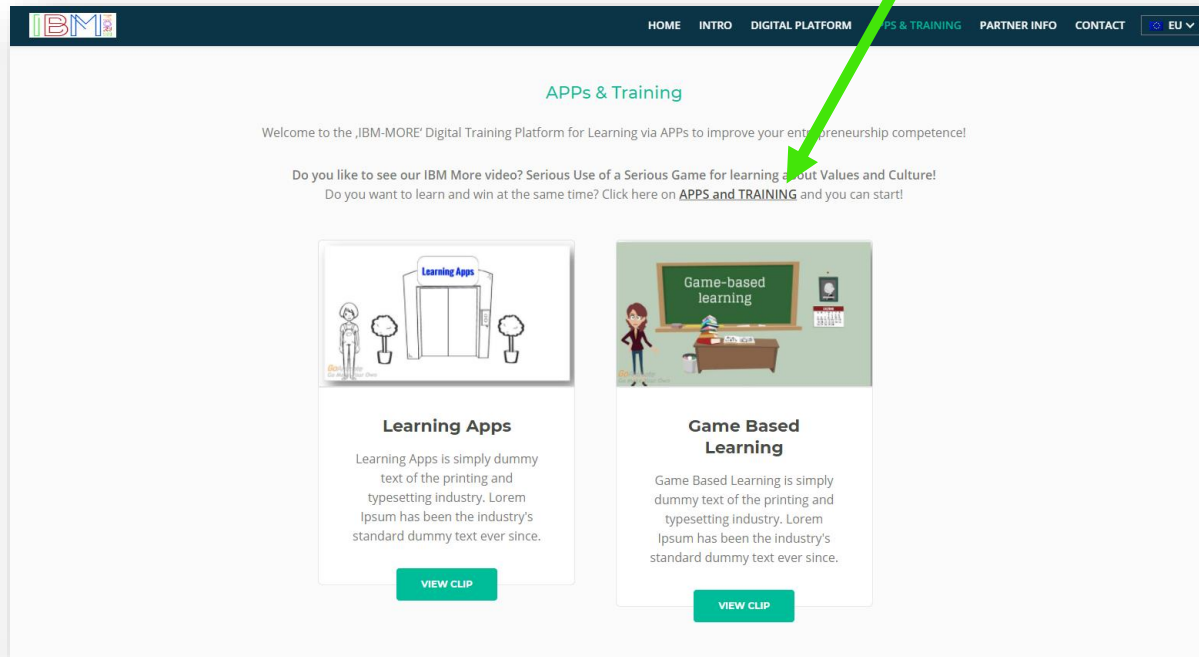 IBM MORE
HOME INTRO DIGITAL PLATFORM PS & TRAINING PARTNER INFO CONTACT EU
APPs & Training
Welcome to the ‚IBM-MORE' Digital Training Platform for Learning via APPs to improve your entrepreneurship competence!
Do you like to see our IBM More video? Serious Use of a Serious Game for learning about Values and Culture!
Do you want to learn and win at the same time? Click here on APPS and TRAINING and you can start!
Learning Apps
Game-based
learning
Learning Apps
Learning Apps is simply dummy
text of the printing and
typesetting industry. Lorem
Ipsum has been the industry's
standard dummy text ever since.
VIEW CLIP
Game Based
Learning
Game Based Learning is simply
dummy text of the printing and
typesetting industry. Lorem
Ipsum has been the industry's
standard dummy text ever since.
VIEW CLIP